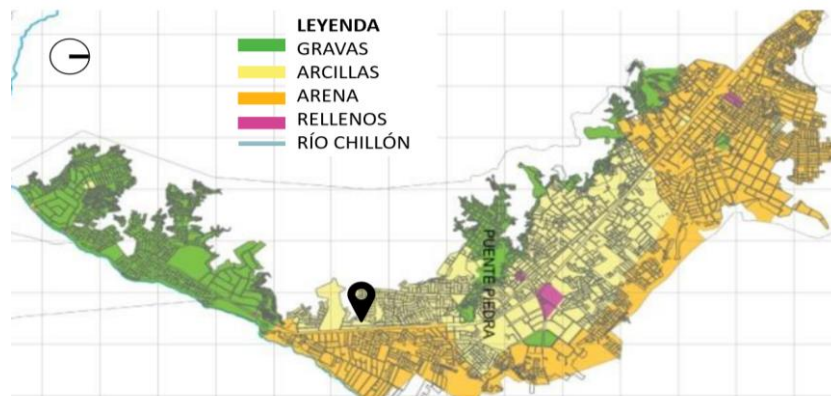 LEYENDA
GRAVAS
ARCILLAS
ARENA
RELLENOS
RÍO CHILLÓN
PUENTE PIEDRA